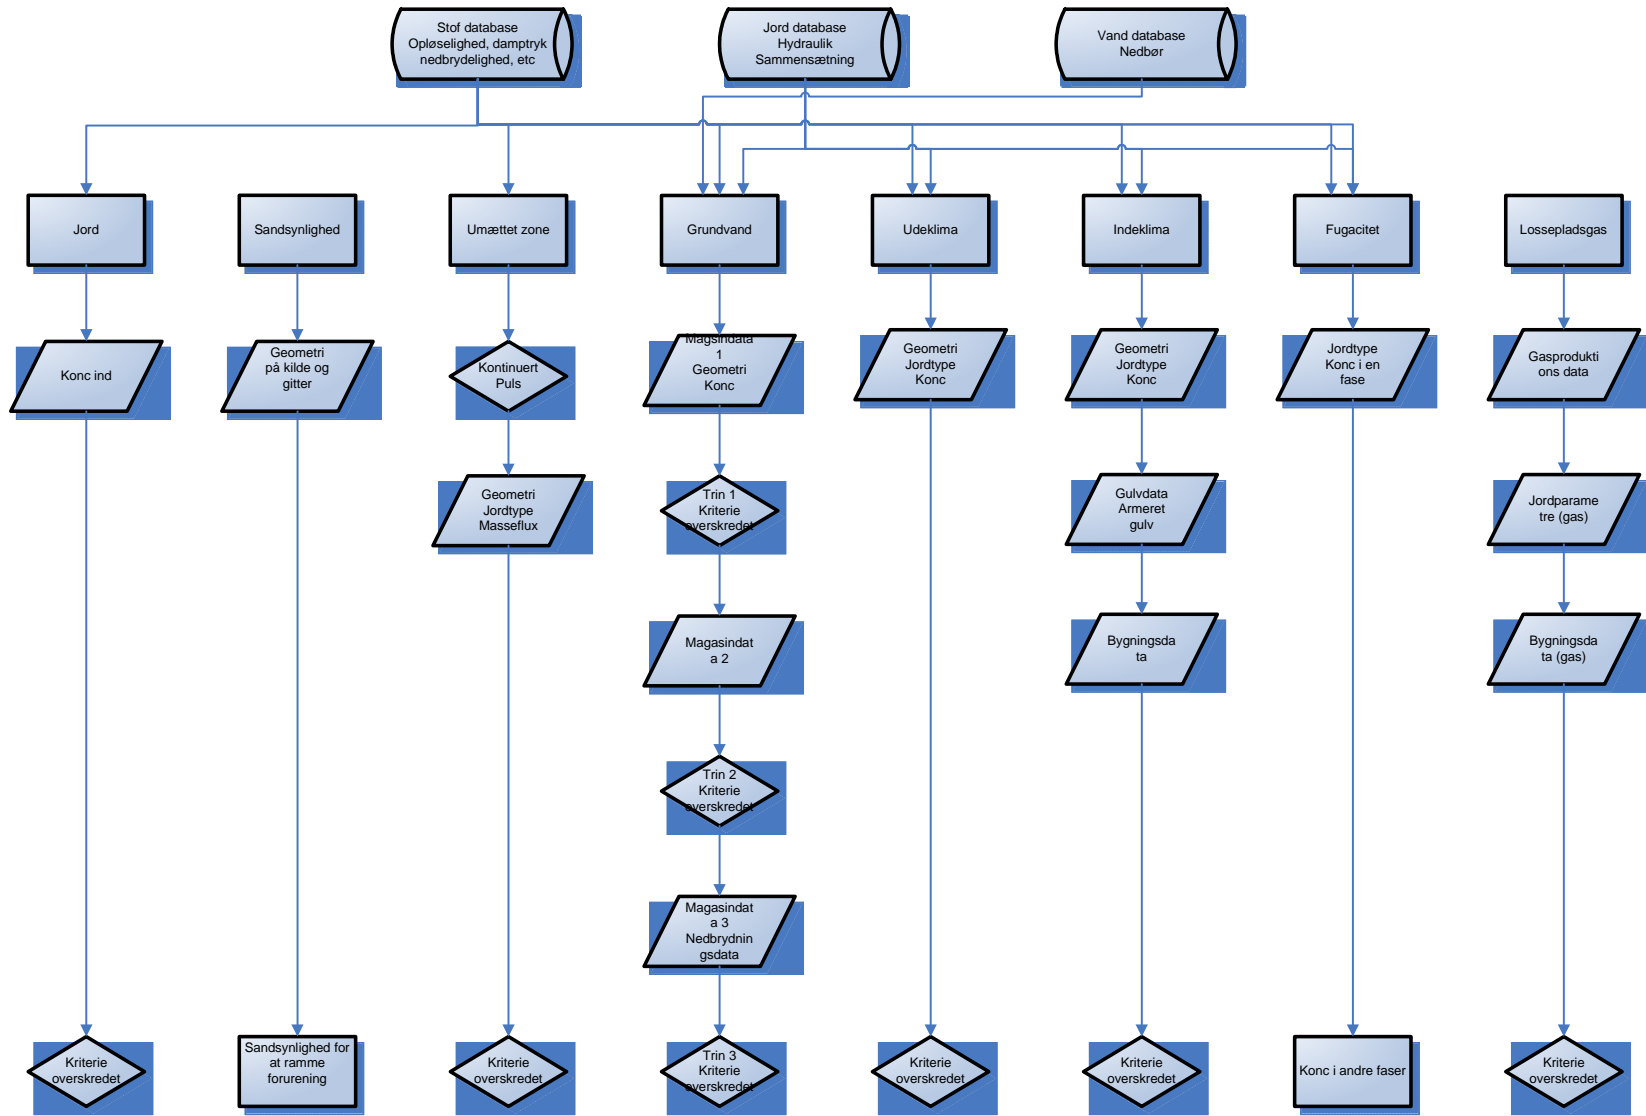 Stof database
Opløselighed, damptryk
nedbrydelighed, etc
Jord database
Hydraulik
Sammensætning
Vand database
Nedbør
Jord
Sandsynlighed
Umættet zone
Grundvand
Udeklima
Indeklima
Fugacitet
Lossepladsgas
Konc ind
Geometri
på kilde og
gitter
Kontinuert
Puls
Magsindata
1
Geometri
Konc
Geometri
Jordtype
Konc
Geometri
Jordtype
Konc
Jordtype
Konc i en
fase
Gasprodukti
ons data
Geometri
Jordtype
Masseflux
Trin 1
Kriterie
overskredet
Gulvdata
Armeret
gulv
Jordparame
tre (gas)
Magasindat
a 2
Bygningsda
ta
Bygningsda
ta (gas)
Trin 2
Kriterie
overskredet
Magasindat
a 3
Nedbrydnin
gsdata
Kriterie
overskredet
Sandsynlighed for
at ramme
forurening
Kriterie
overskredet
Trin 3
Kriterie
overskredet
Kriterie
overskredet
Kriterie
overskredet
Konc i andre faser
Kriterie
overskredet